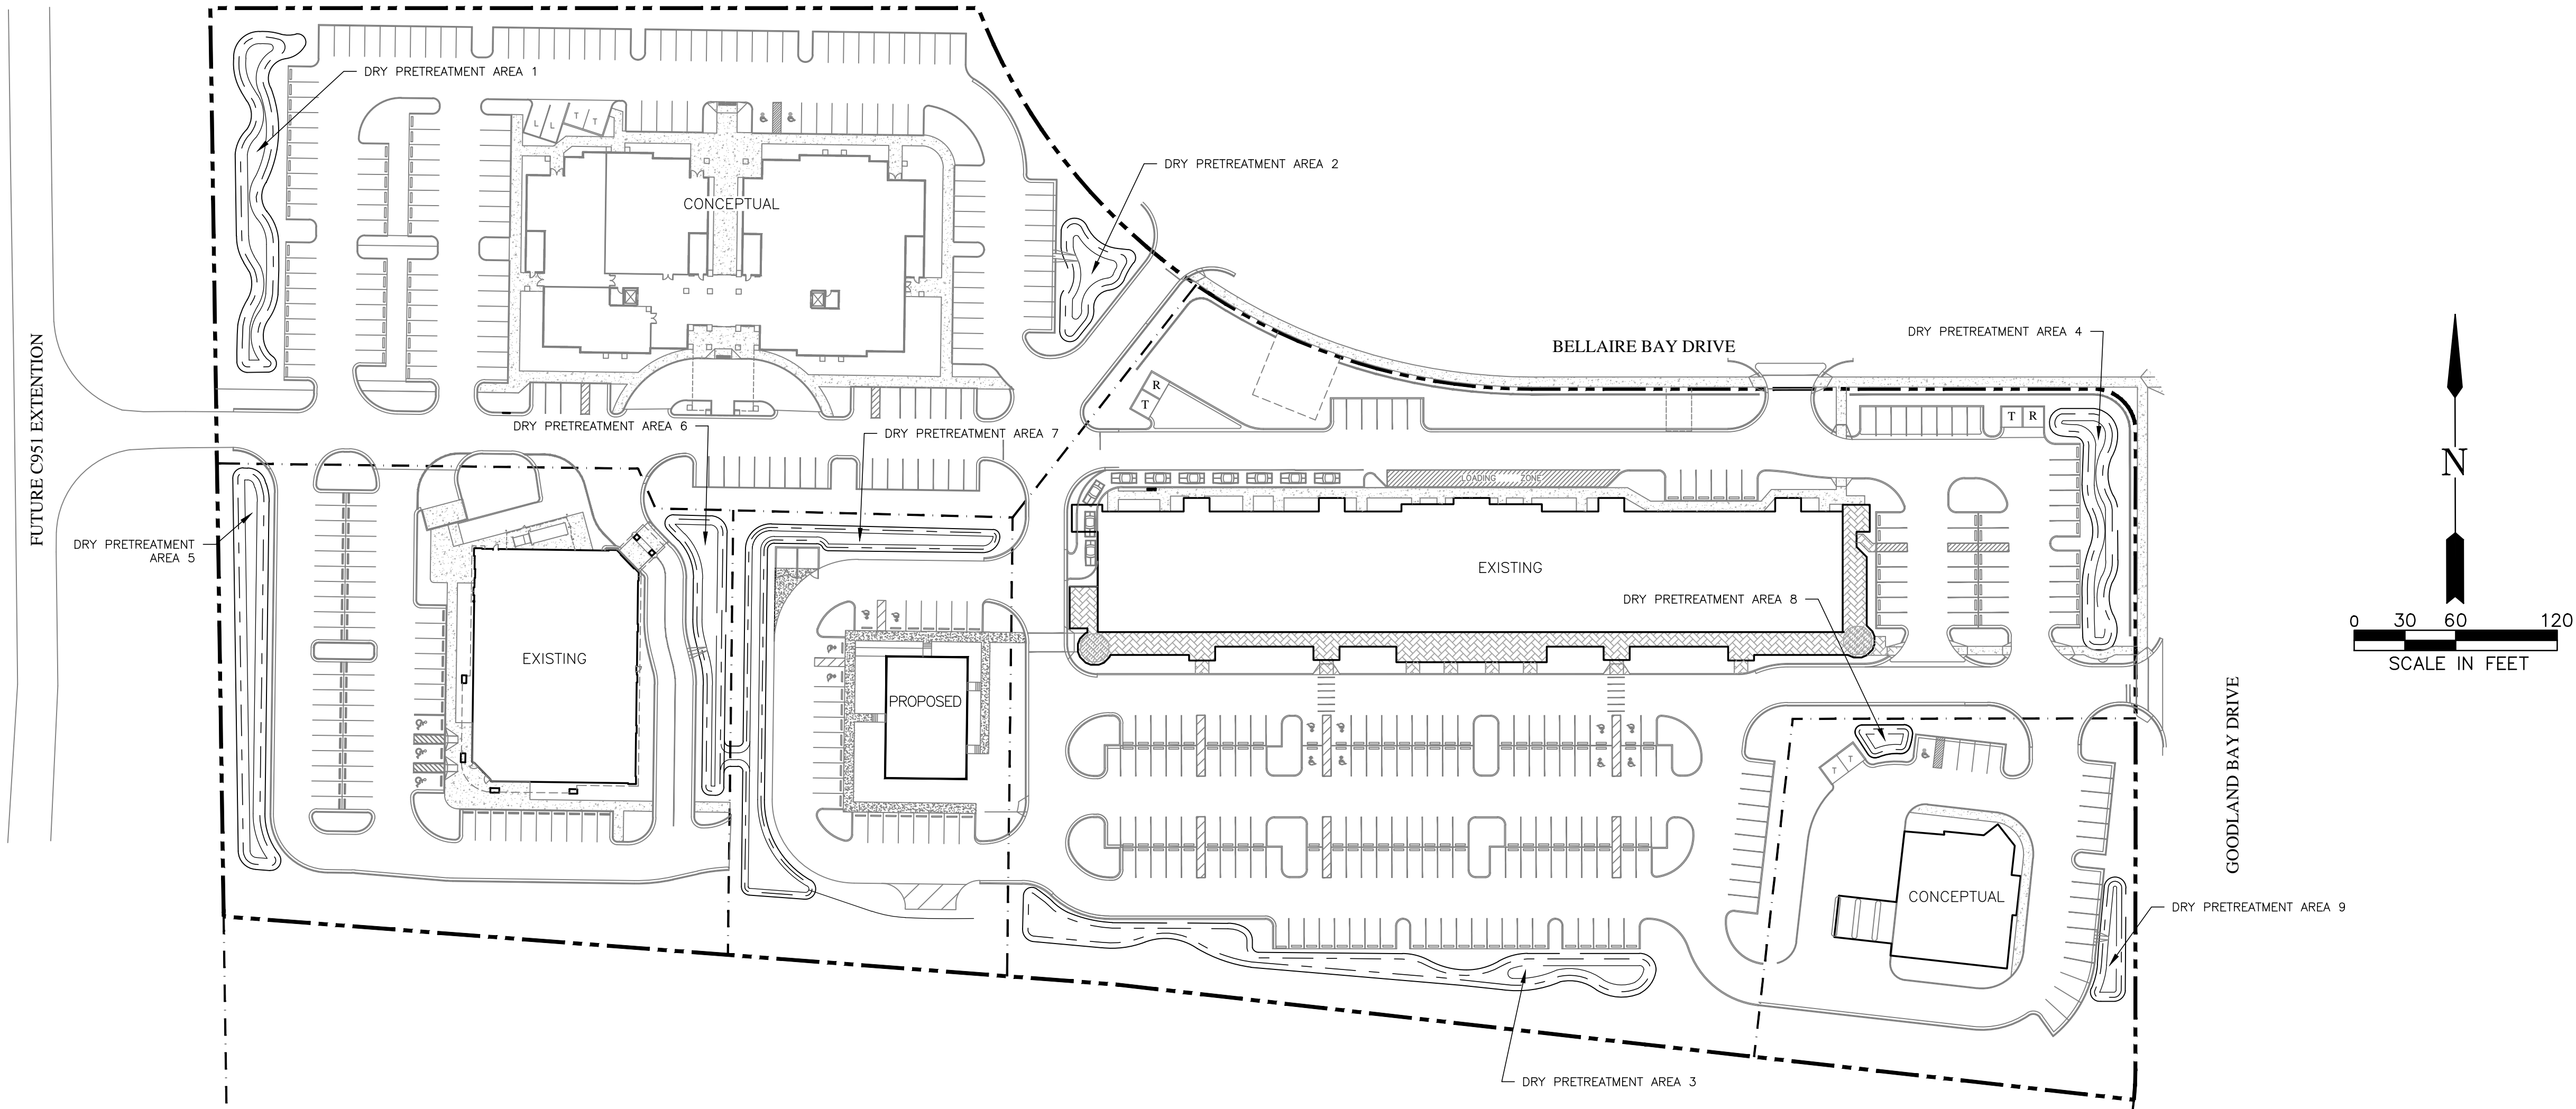 DRY PRETREATMENT AREA 1
L L T T
DRY PRETREATMENT AREA 2
CONCEPTUAL
FUTURE C951 EXTENTION
BELLAIRE BAY DRIVE
DRY PRETREATMENT AREA 4
R
T
T R
DRY PRETREATMENT AREA 6
DRY PRETREATMENT AREA 7
N
LOADING ZONE
DRY PRETREATMENT
AREA 5
EXISTING
DRY PRETREATMENT AREA 8
0 30 60 120
SCALE IN FEET
EXISTING
PROPOSED
GOODLAND BAY DRIVE
T T
CONCEPTUAL
DRY PRETREATMENT AREA 9
DRY PRETREATMENT AREA 3